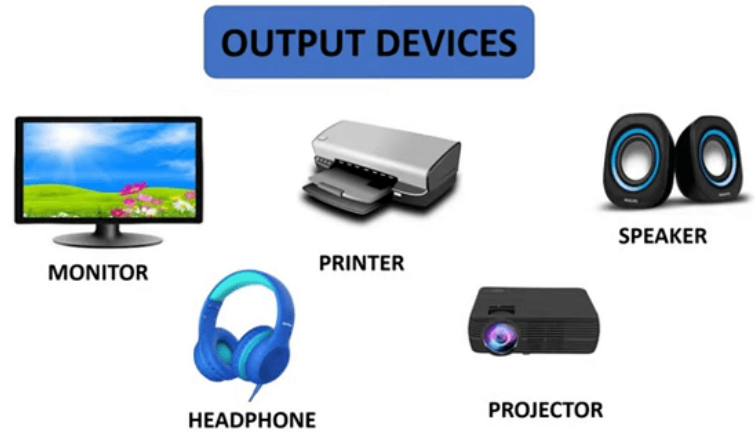 OUTPUT DEVICES
MONITOR
PRINTER
SPEAKER
HEADPHONE
PROJECTOR